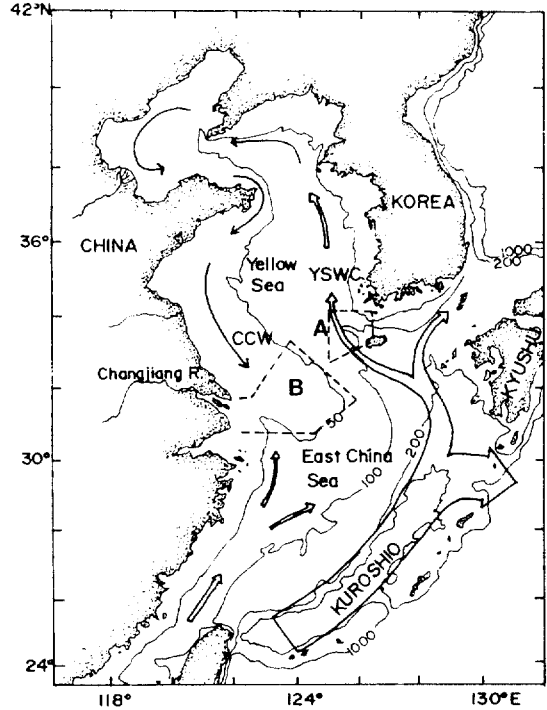 42°N
36°
30°
24°
118°
124°
130°E
CHINA
KOREA
Yellow
Sea
YSWC
A
CCW
Changjiang R.
B
50
100
200
East China
Sea
KUROSHIO
KYUSHU
1000
200
1000